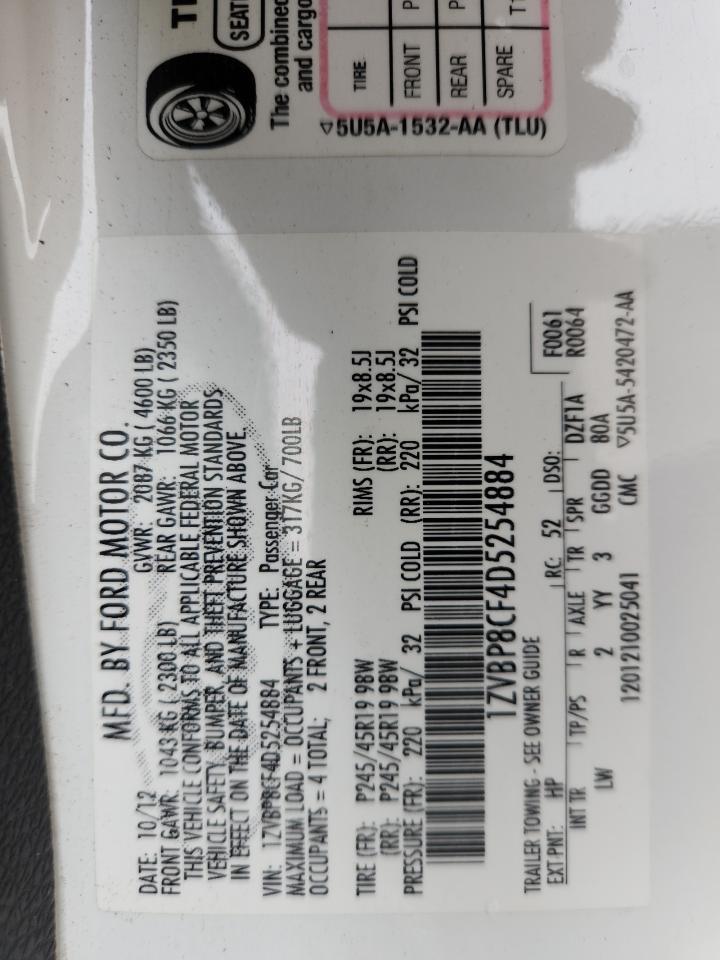 TI
SEATI
The combined
and cargo
TIRE
FRONT P
REAR P
SPARE T1
▽5U5A-1532-AA (TLU)
MFD. BY FORD MOTOR CO.
DATE: 10/12 GVWR: 2087 KG ( 4600 LB)
FRONT GAWR: 1043 KG ( 2300 LB) REAR GAWR: 1066 KG ( 2350 LB)
THIS VEHICLE CONFORMS TO ALL APPLICABLE FEDERAL MOTOR
VEHICLE SAFETY, BUMPER, AND THEFT PREVENTION STANDARDS
IN EFFECT ON THE DATE OF MANUFACTURE SHOWN ABOVE.
VIN: 1ZVBP8CF4D5254884 TYPE: Passenger Car
MAXIMUM LOAD = OCCUPANTS + LUGGAGE = 317KG/ 700LB
OCCUPANTS = 4 TOTAL; 2 FRONT, 2 REAR
TIRE (FR): P245/45R19 98W RIMS (FR): 19x8.5J
(RR): P245/45R19 98W (RR): 19x8.5J
PRESSURE (FR): 220 kPa/ 32 PSI COLD (RR): 220 kPa/ 32 PSI COLD
1ZVBP8CF4D5254884
TRAILER TOWING - SEE OWNER GUIDE
EXT PNT: HP RC: 52 DSO: F0061
INT TR TP/PS R AXLE TR SPR DZF1A R0064
LW 2 YY 3 GGDD 80A
1201210025041 CMC ▽5U5A-5420472-AA